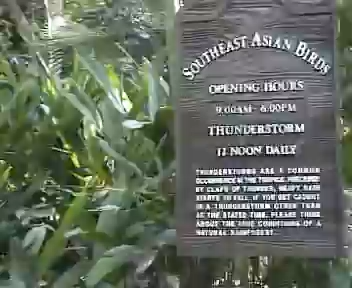 SOUTHEAST ASIAN BIRDS
OPENING HOURS
9:00AM - 6:00PM
THUNDERSTORM
12 NOON DAILY
THUNDERSTORMS ARE A COMMON
OCCURRENCE IN THE TROPICS. PRECEDED
BY CLAPS OF THUNDER, HEAVY RAIN
STARTS TO FALL. IF YOU GET CAUGHT
IN A THUNDERSTORM OTHER THAN
AT THE STATED TIME, PLEASE THINK
ABOUT THE TRUE CONDITIONS OF A
NATURAL RAINFOREST.